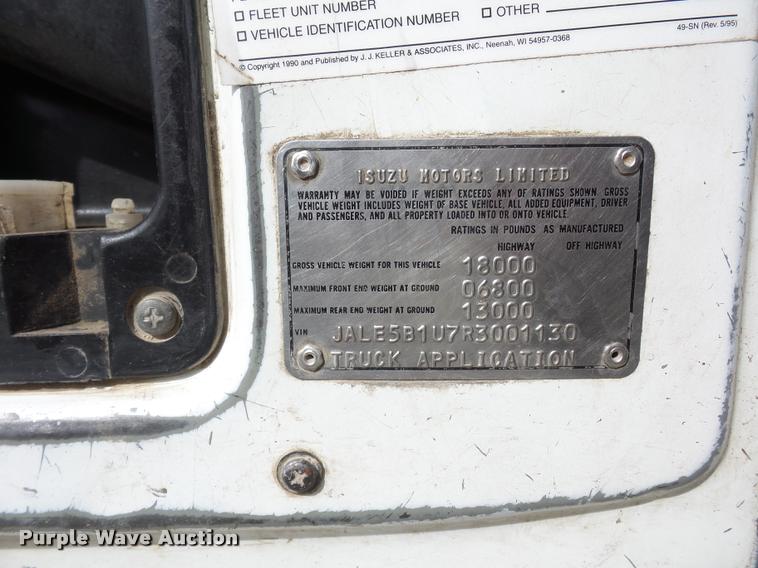 ☐ FLEET UNIT NUMBER
☐ VEHICLE IDENTIFICATION NUMBER ☐ OTHER
© Copyright 1990 and Published by J. J. KELLER & ASSOCIATES, INC., Neenah, WI 54957-0368 49-SN (Rev. 5/95)
ISUZU MOTORS LIMITED
WARRANTY MAY BE VOIDED IF WEIGHT EXCEEDS ANY OF RATINGS SHOWN. GROSS
VEHICLE WEIGHT INCLUDES WEIGHT OF BASE VEHICLE, ALL ADDED EQUIPMENT, DRIVER
AND PASSENGERS, AND ALL PROPERTY LOADED INTO OR ONTO VEHICLE.
RATINGS IN POUNDS AS MANUFACTURED
HIGHWAY OFF HIGHWAY
GROSS VEHICLE WEIGHT FOR THIS VEHICLE 18000
MAXIMUM FRONT END WEIGHT AT GROUND 06800
MAXIMUM REAR END WEIGHT AT GROUND 13000
VIN JALE5B1U7R3001130
TRUCK APPLICATION
Purple Wave Auction